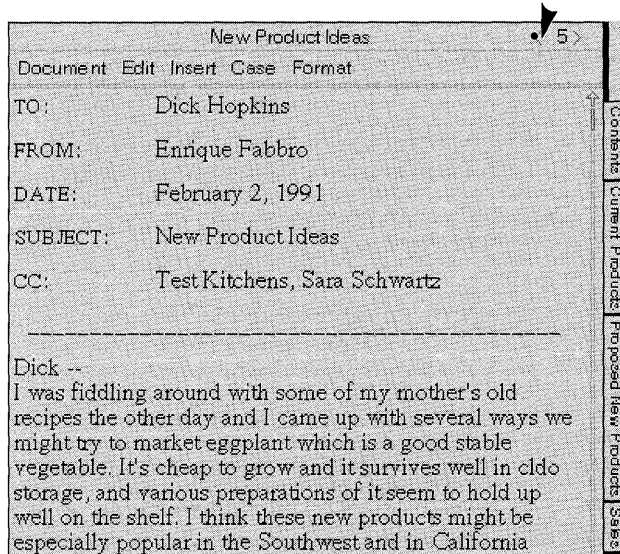 New Product Ideas < 5 >
Document Edit Insert Case Format
TO: Dick Hopkins
FROM: Enrique Fabbro
DATE: February 2, 1991
SUBJECT: New Product Ideas
CC: Test Kitchens, Sara Schwartz
Dick --
I was fiddling around with some of my mother's old
recipes the other day and I came up with several ways we
might try to market eggplant which is a good stable
vegetable. It's cheap to grow and it survives well in cldo
storage, and various preparations of it seem to hold up
well on the shelf. I think these new products might be
especially popular in the Southwest and in California
Contents
Current Products
Proposed New Products
Sales